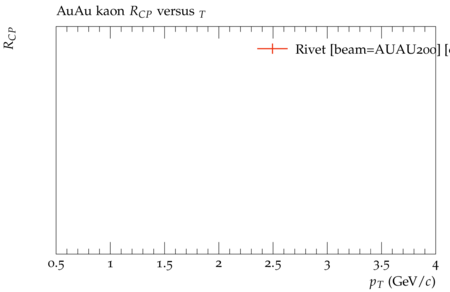 AuAu kaon R_CP versus _T
R_CP
Rivet [beam=AUAU200] [
0.5 1 1.5 2 2.5 3 3.5 4
p_T (GeV/c)